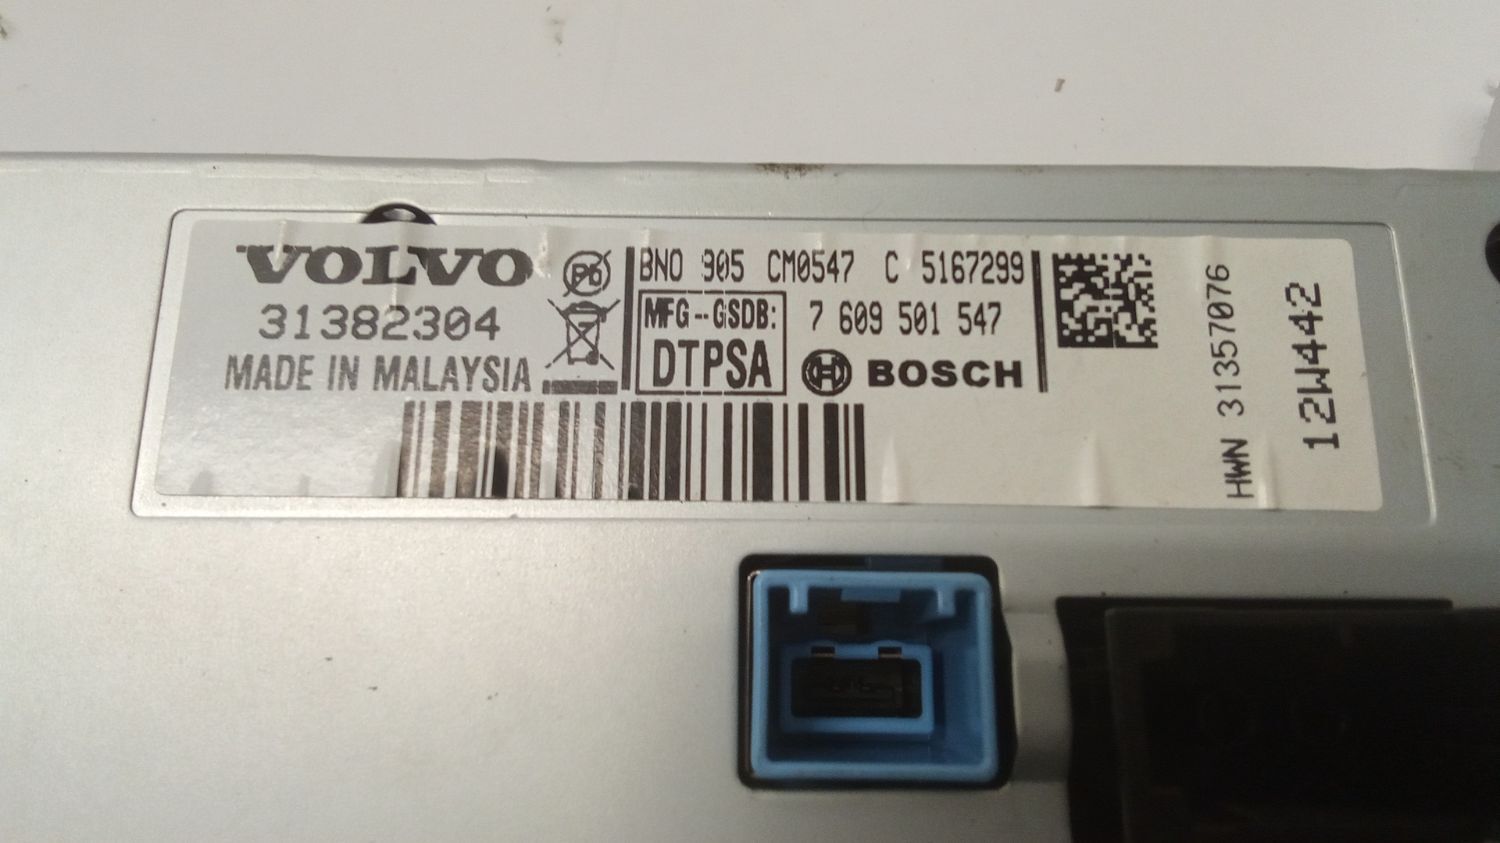 VOLVO
31382304
MADE IN MALAYSIA
Pb
BNO 905 CM0547 C 5167299
MFG--GSDB:
DTPSA
7 609 501 547
BOSCH
HWN 31357076
12W442